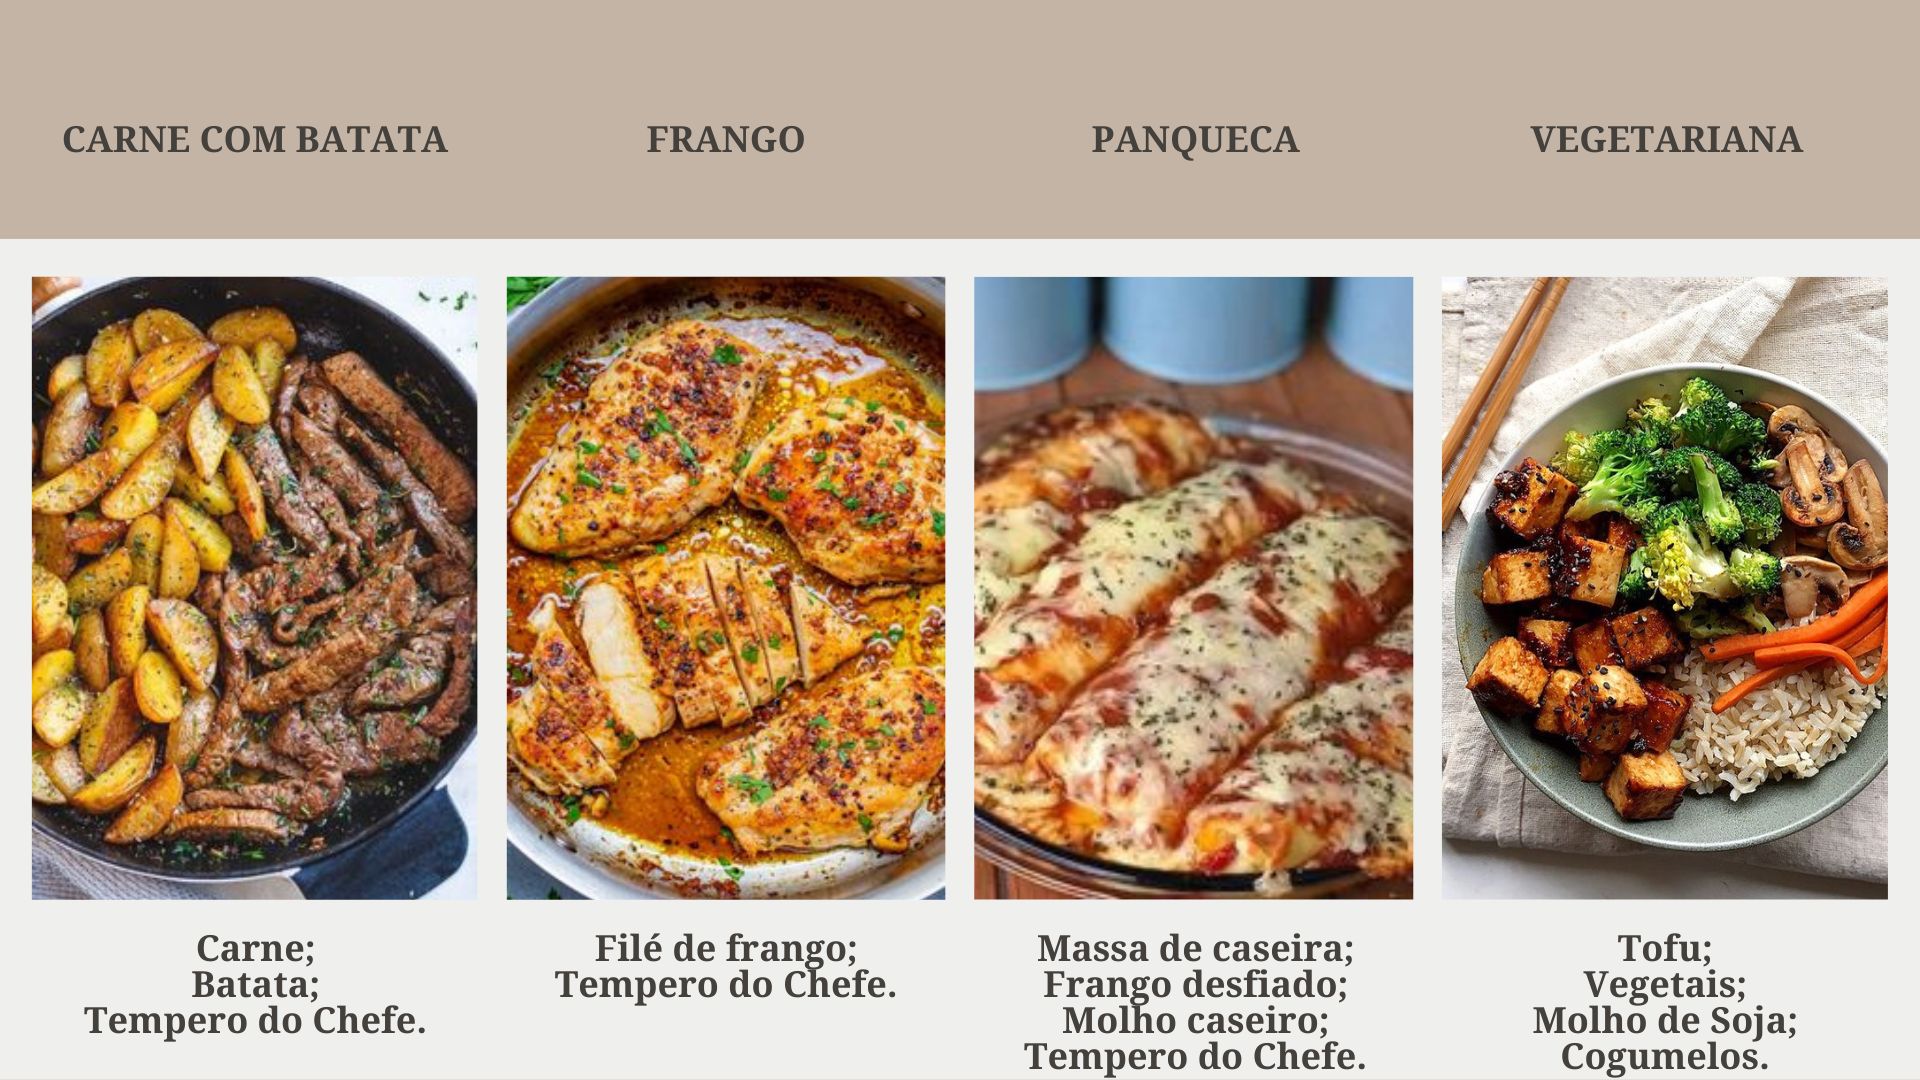 CARNE COM BATATA
FRANGO
PANQUECA
VEGETARIANA
Carne;
Batata;
Tempero do Chefe.
Filé de frango;
Tempero do Chefe.
Massa de caseira;
Frango desfiado;
Molho caseiro;
Tempero do Chefe.
Tofu;
Vegetais;
Molho de Soja;
Cogumelos.